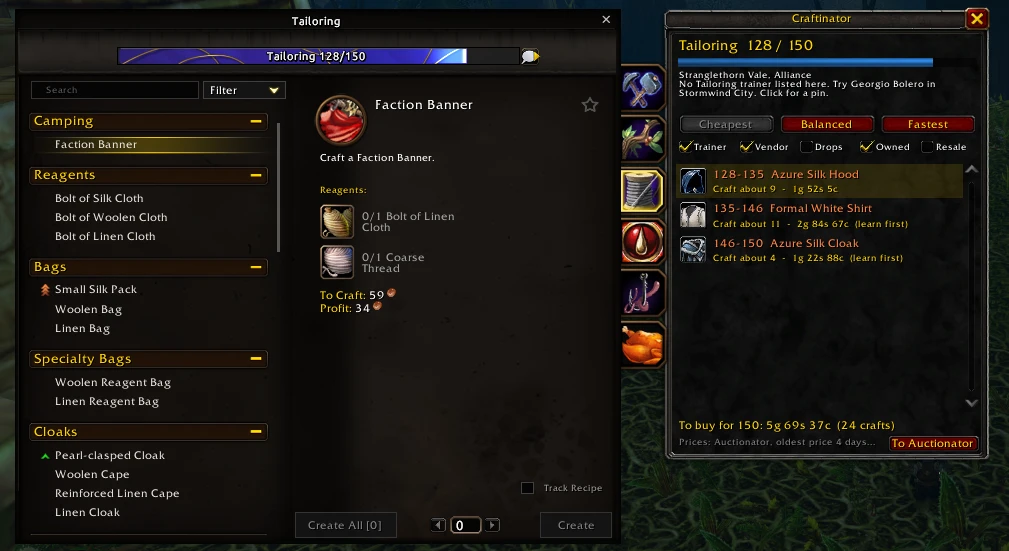 Tailoring
Tailoring 128/150
Search
Filter
Camping
Faction Banner
Reagents
Bolt of Silk Cloth
Bolt of Woolen Cloth
Bolt of Linen Cloth
Bags
Small Silk Pack
Woolen Bag
Linen Bag
Specialty Bags
Woolen Reagent Bag
Linen Reagent Bag
Cloaks
Pearl-clasped Cloak
Woolen Cape
Reinforced Linen Cape
Linen Cloak
Faction Banner
Craft a Faction Banner.
Reagents:
0/1 Bolt of Linen
Cloth
0/1 Coarse
Thread
To Craft: 59
Profit: 34
Track Recipe
Create All [0]
0
Create
Craftinator
Tailoring 128 / 150
Stranglethorn Vale, Alliance
No Tailoring trainer listed here. Try Georgio Bolero in
Stormwind City. Click for a pin.
Cheapest
Balanced
Fastest
Trainer
Vendor
Drops
Owned
Resale
128-135 Azure Silk Hood
Craft about 9 - 1g 52s 5c
135-146 Formal White Shirt
Craft about 11 - 2g 84s 67c (learn first)
146-150 Azure Silk Cloak
Craft about 4 - 1g 22s 88c (learn first)
To buy for 150: 5g 69s 37c (24 crafts)
Prices: Auctionator, oldest price 4 days...
To Auctionator